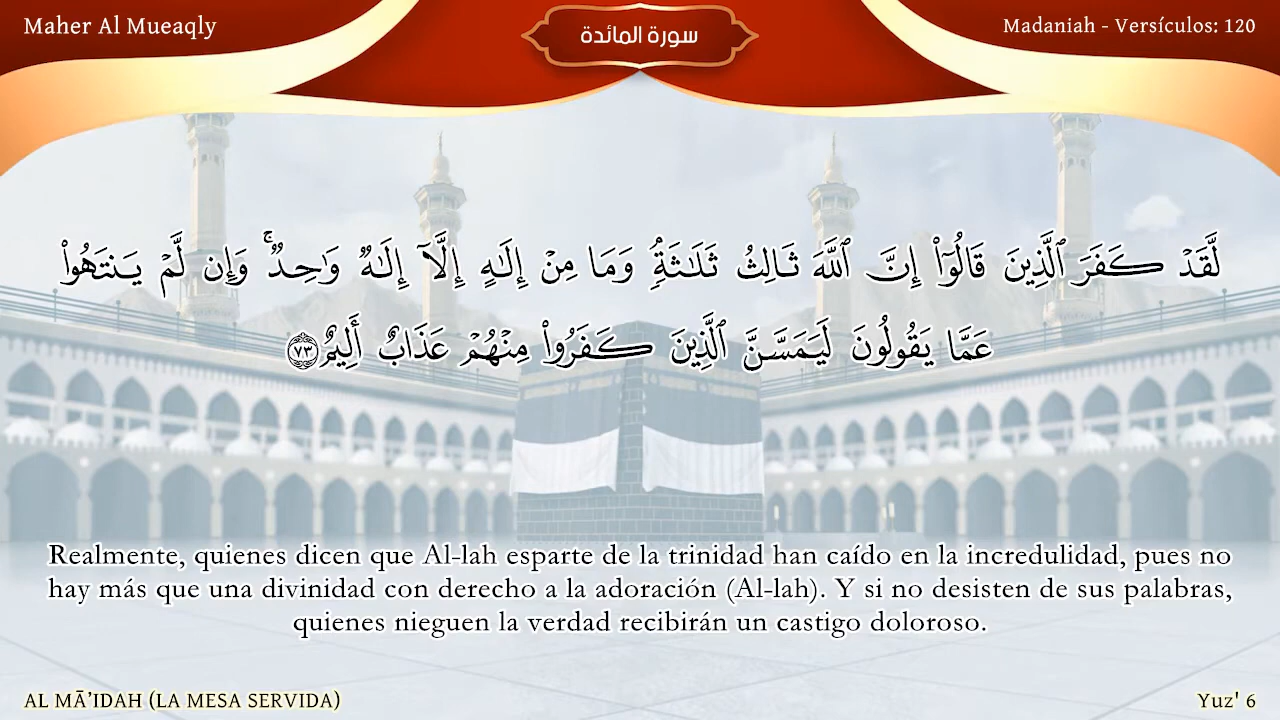 Maher Al Mueaqly
سورة المائدة
Madaniah - Versículos: 120
لَّقَدْ كَفَرَ ٱلَّذِينَ قَالُوٓا۟ إِنَّ ٱللَّهَ ثَالِثُ ثَلَـٰثَةٍۢ وَمَا مِنْ إِلَـٰهٍ إِلَّآ إِلَـٰهٌ وَٰحِدٌ ۚ وَإِن لَّمْ يَنتَهُوا۟
عَمَّا يَقُولُونَ لَيَمَسَّنَّ ٱلَّذِينَ كَفَرُوا۟ مِنْهُمْ عَذَابٌ أَلِيمٌ ٧٣
Realmente, quienes dicen que Al-lah esparte de la trinidad han caído en la incredulidad, pues no
hay más que una divinidad con derecho a la adoración (Al-lah). Y si no desisten de sus palabras,
quienes nieguen la verdad recibirán un castigo doloroso.
AL MĀ’IDAH (LA MESA SERVIDA)
Yuz' 6